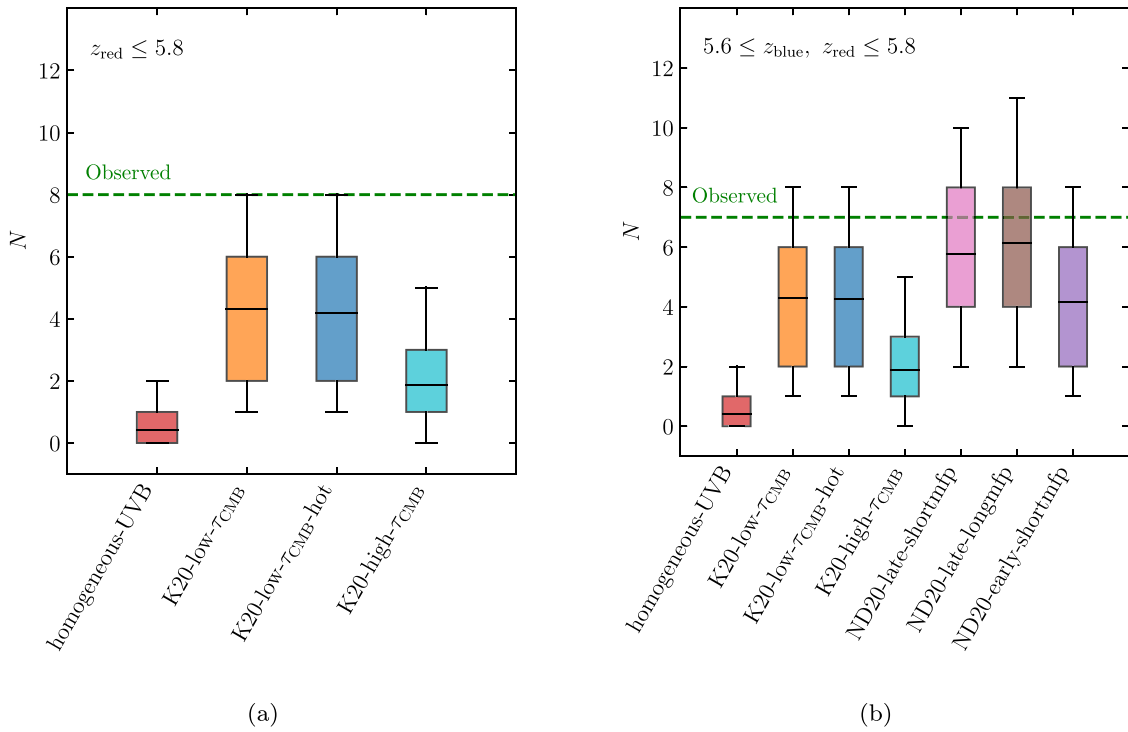 z_red ≤ 5.8
12
10
8
6
4
2
0
N
Observed
homogeneous-UVB
K20-low-τ_CMB
K20-low-τ_CMB-hot
K20-high-τ_CMB
(a)
5.6 ≤ z_blue, z_red ≤ 5.8
12
10
8
6
4
2
0
N
Observed
homogeneous-UVB
K20-low-τ_CMB
K20-low-τ_CMB-hot
K20-high-τ_CMB
ND20-late-shortmfp
ND20-late-longmfp
ND20-early-shortmfp
(b)